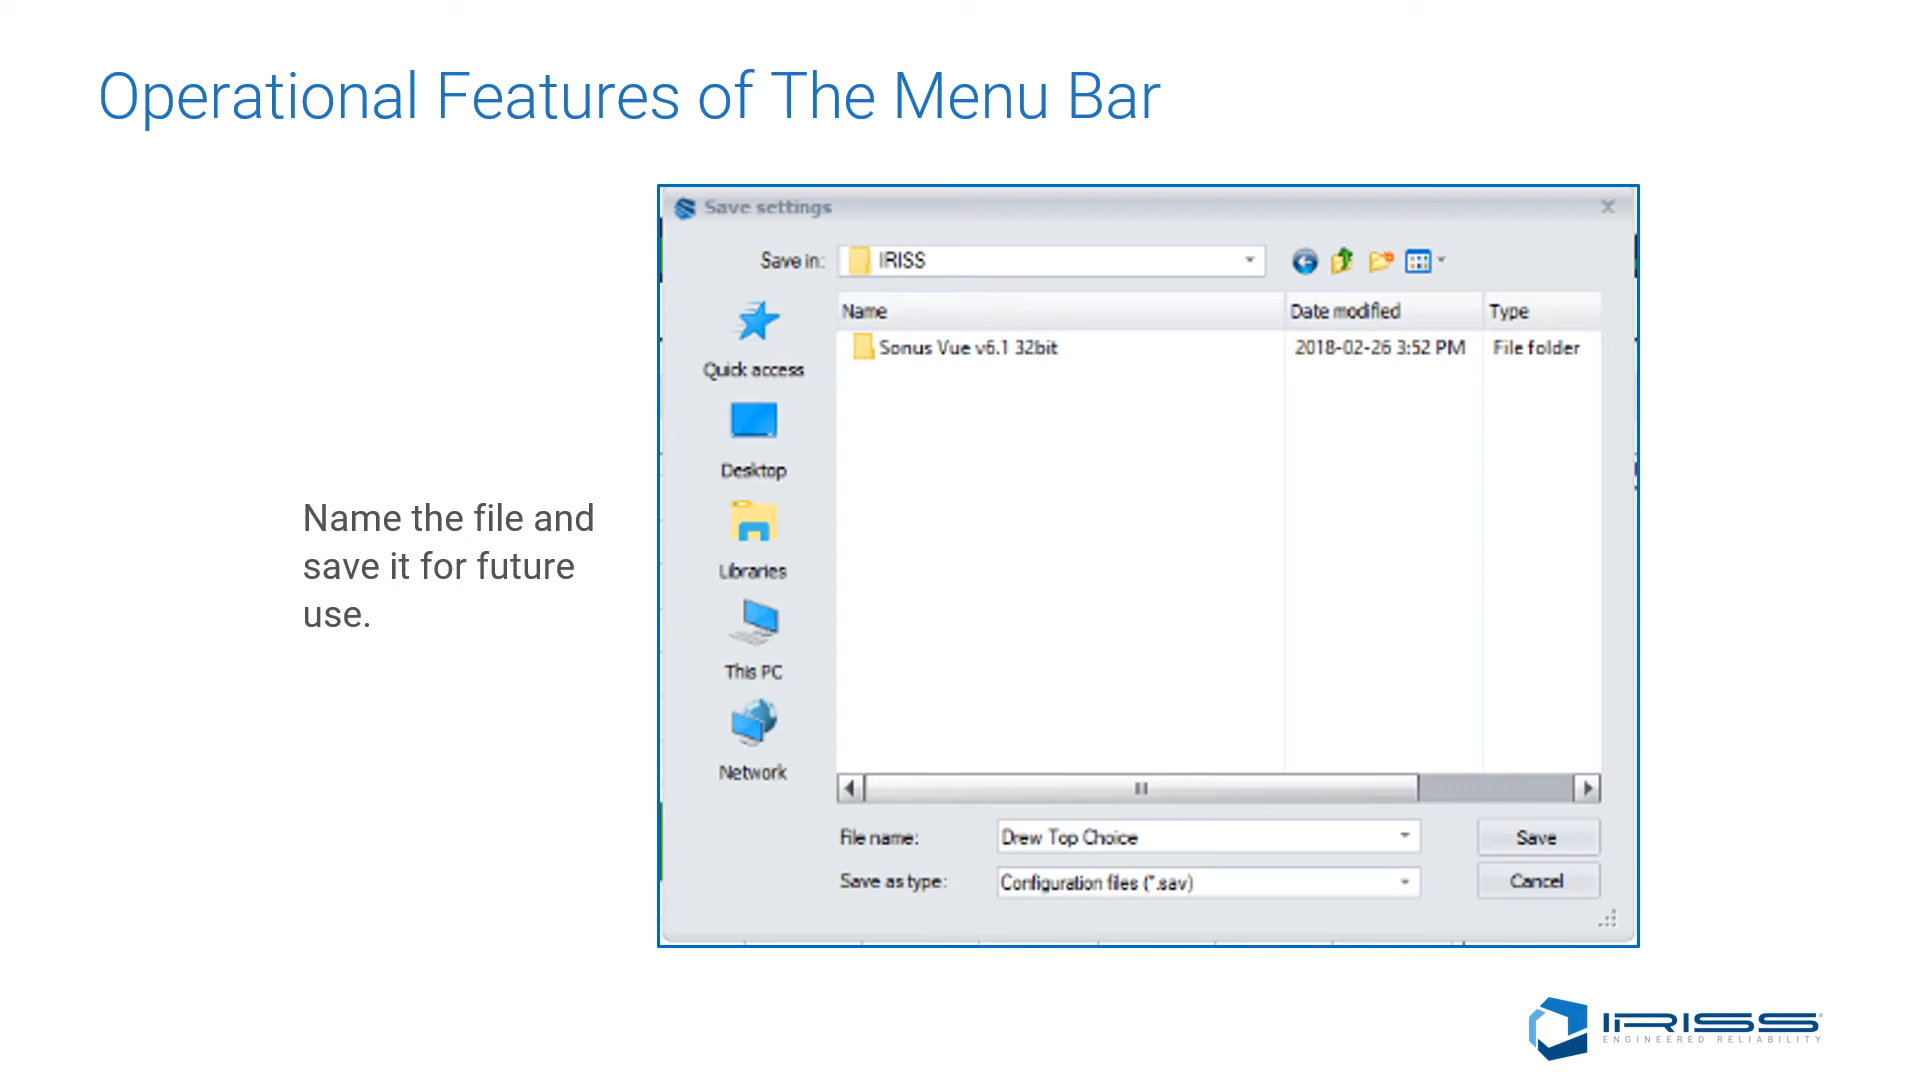 Operational Features of The Menu Bar
Name the file and
save it for future
use.
Save settings
Save in: IRISS
Name Date modified Type
Sonus Vue v6.1 32bit 2018-02-26 3:52 PM File folder
Quick access
Desktop
Libraries
This PC
Network
File name: Drew Top Choice Save
Save as type: Configuration files (*.sav) Cancel
IRISS®
ENGINEERED RELIABILITY